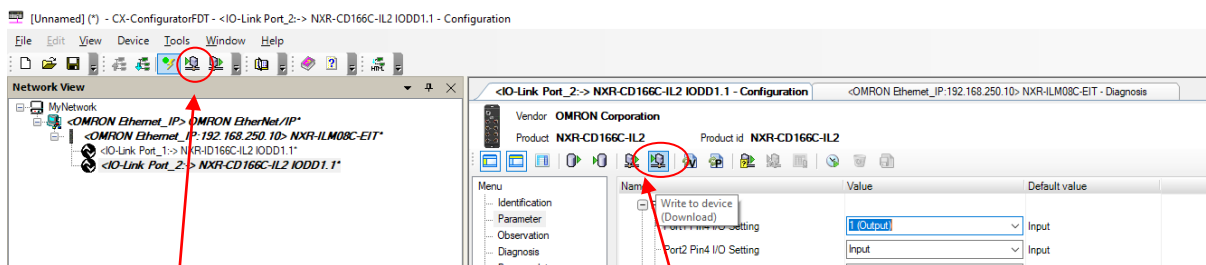 [Unnamed] (*) - CX-ConfiguratorFDT - <IO-Link Port_2:-> NXR-CD166C-IL2 IODD1.1 - Configuration
File Edit View Device Tools Window Help
Network View
MyNetwork
<OMRON Ethernet_IP> OMRON EtherNet/IP*
<OMRON Ethernet_IP:192.168.250.10> NXR-ILM08C-EIT*
<IO-Link Port_1:-> NXR-ID166C-IL2 IODD1.1*
<IO-Link Port_2:-> NXR-CD166C-IL2 IODD1.1*
<IO-Link Port_2:-> NXR-CD166C-IL2 IODD1.1 - Configuration
<OMRON Ethernet_IP:192.168.250.10> NXR-ILM08C-EIT - Diagnosis
Vendor OMRON Corporation
Product NXR-CD166C-IL2 Product id NXR-CD166C-IL2
Menu
Identification
Parameter
Observation
Diagnosis
Name Value Default value
Write to device
(Download)
Port1 Pin4 I/O Setting 1 (Output) Input
Port2 Pin4 I/O Setting Input Input